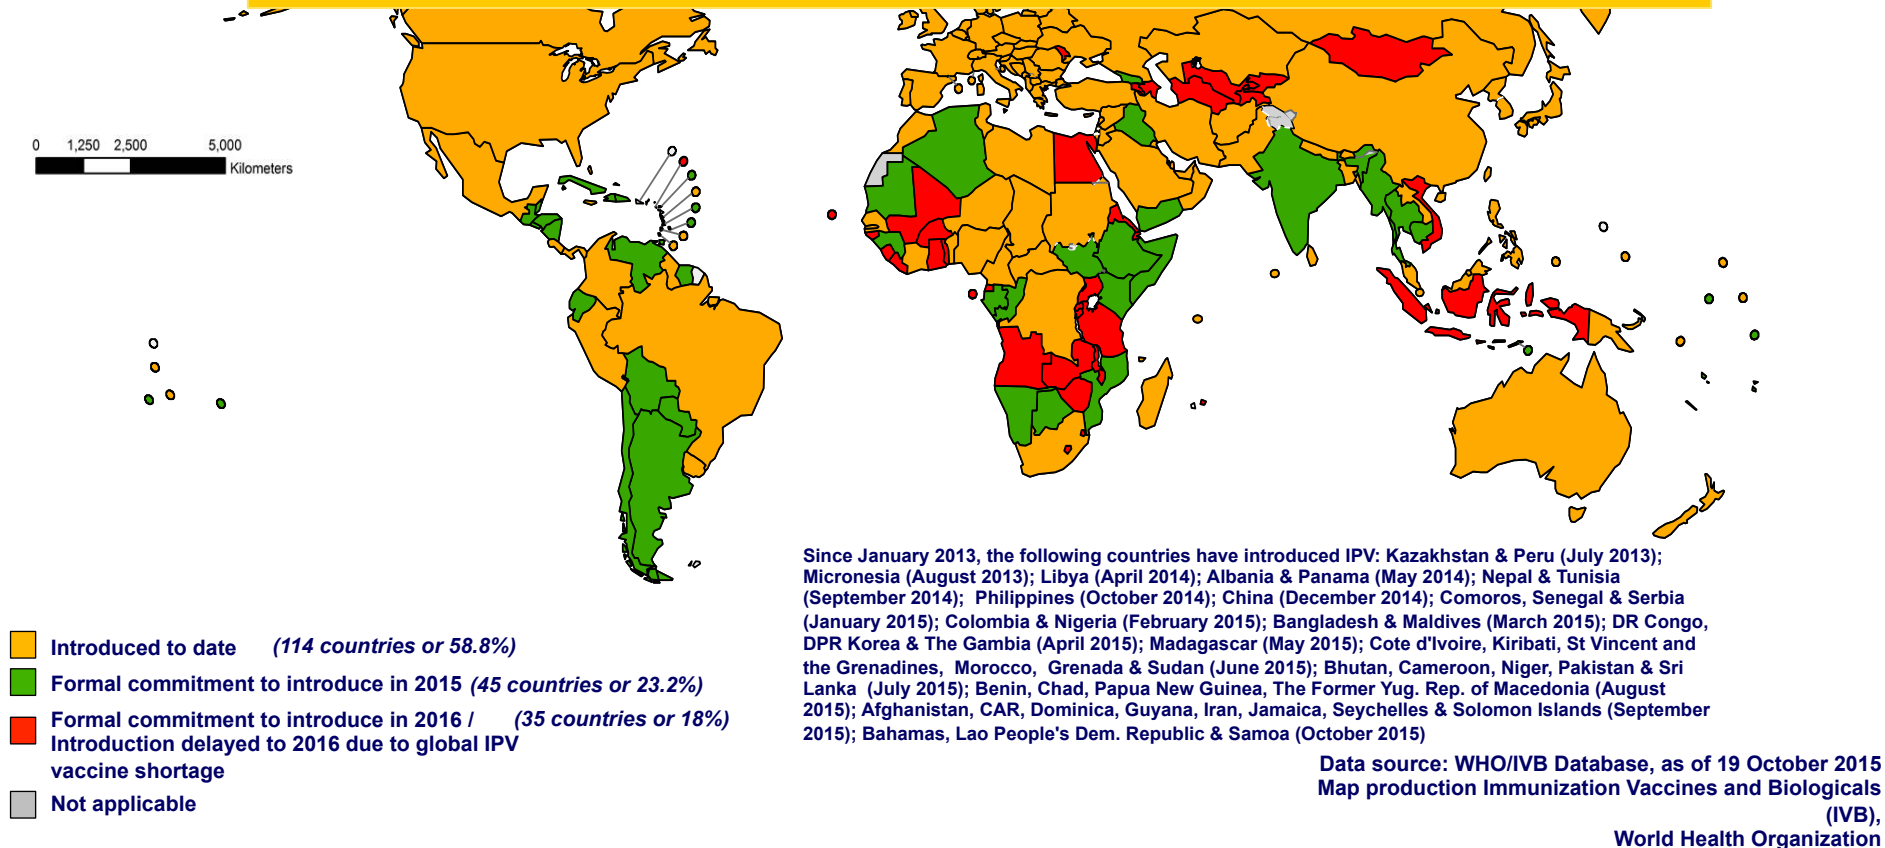 0 1,250 2,500 5,000
Kilometers
Since January 2013, the following countries have introduced IPV: Kazakhstan & Peru (July 2013);
Micronesia (August 2013); Libya (April 2014); Albania & Panama (May 2014); Nepal & Tunisia
(September 2014); Philippines (October 2014); China (December 2014); Comoros, Senegal & Serbia
(January 2015); Colombia & Nigeria (February 2015); Bangladesh & Maldives (March 2015); DR Congo,
DPR Korea & The Gambia (April 2015); Madagascar (May 2015); Cote d'Ivoire, Kiribati, St Vincent and
the Grenadines, Morocco, Grenada & Sudan (June 2015); Bhutan, Cameroon, Niger, Pakistan & Sri
Lanka (July 2015); Benin, Chad, Papua New Guinea, The Former Yug. Rep. of Macedonia (August
2015); Afghanistan, CAR, Dominica, Guyana, Iran, Jamaica, Seychelles & Solomon Islands (September
2015); Bahamas, Lao People's Dem. Republic & Samoa (October 2015)
Introduced to date (114 countries or 58.8%)
Formal commitment to introduce in 2015 (45 countries or 23.2%)
Formal commitment to introduce in 2016 / (35 countries or 18%)
Introduction delayed to 2016 due to global IPV
vaccine shortage
Not applicable
Data source: WHO/IVB Database, as of 19 October 2015
Map production Immunization Vaccines and Biologicals
(IVB),
World Health Organization